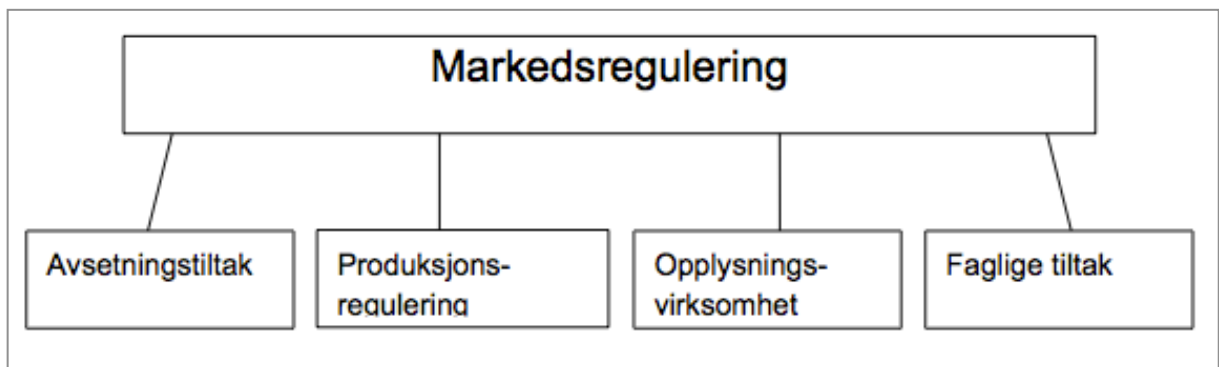 Markedsregulering
Avsetningstiltak
Produksjons-
regulering
Opplysnings-
virksomhet
Faglige tiltak